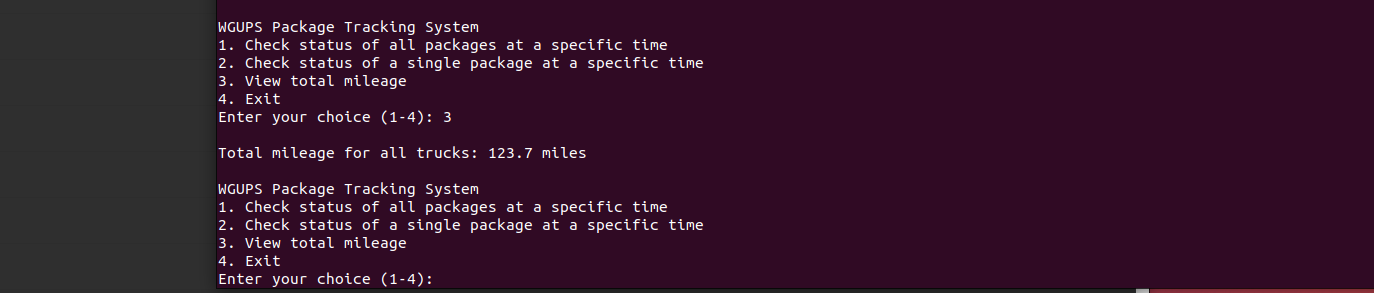 WGUPS Package Tracking System
1. Check status of all packages at a specific time
2. Check status of a single package at a specific time
3. View total mileage
4. Exit
Enter your choice (1-4): 3
Total mileage for all trucks: 123.7 miles
WGUPS Package Tracking System
1. Check status of all packages at a specific time
2. Check status of a single package at a specific time
3. View total mileage
4. Exit
Enter your choice (1-4):